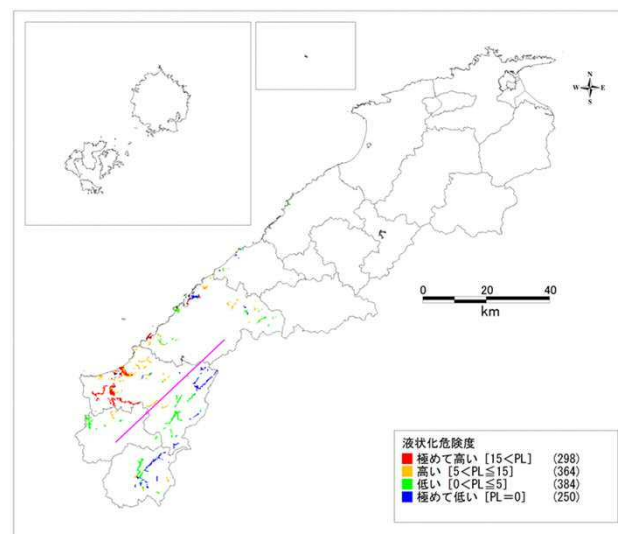 N
W E
S
0 20 40
km
液状化危険度
極めて高い [15<PL] (298)
高い [5<PL≦15] (364)
低い [0<PL≦5] (384)
極めて低い [PL=0] (250)